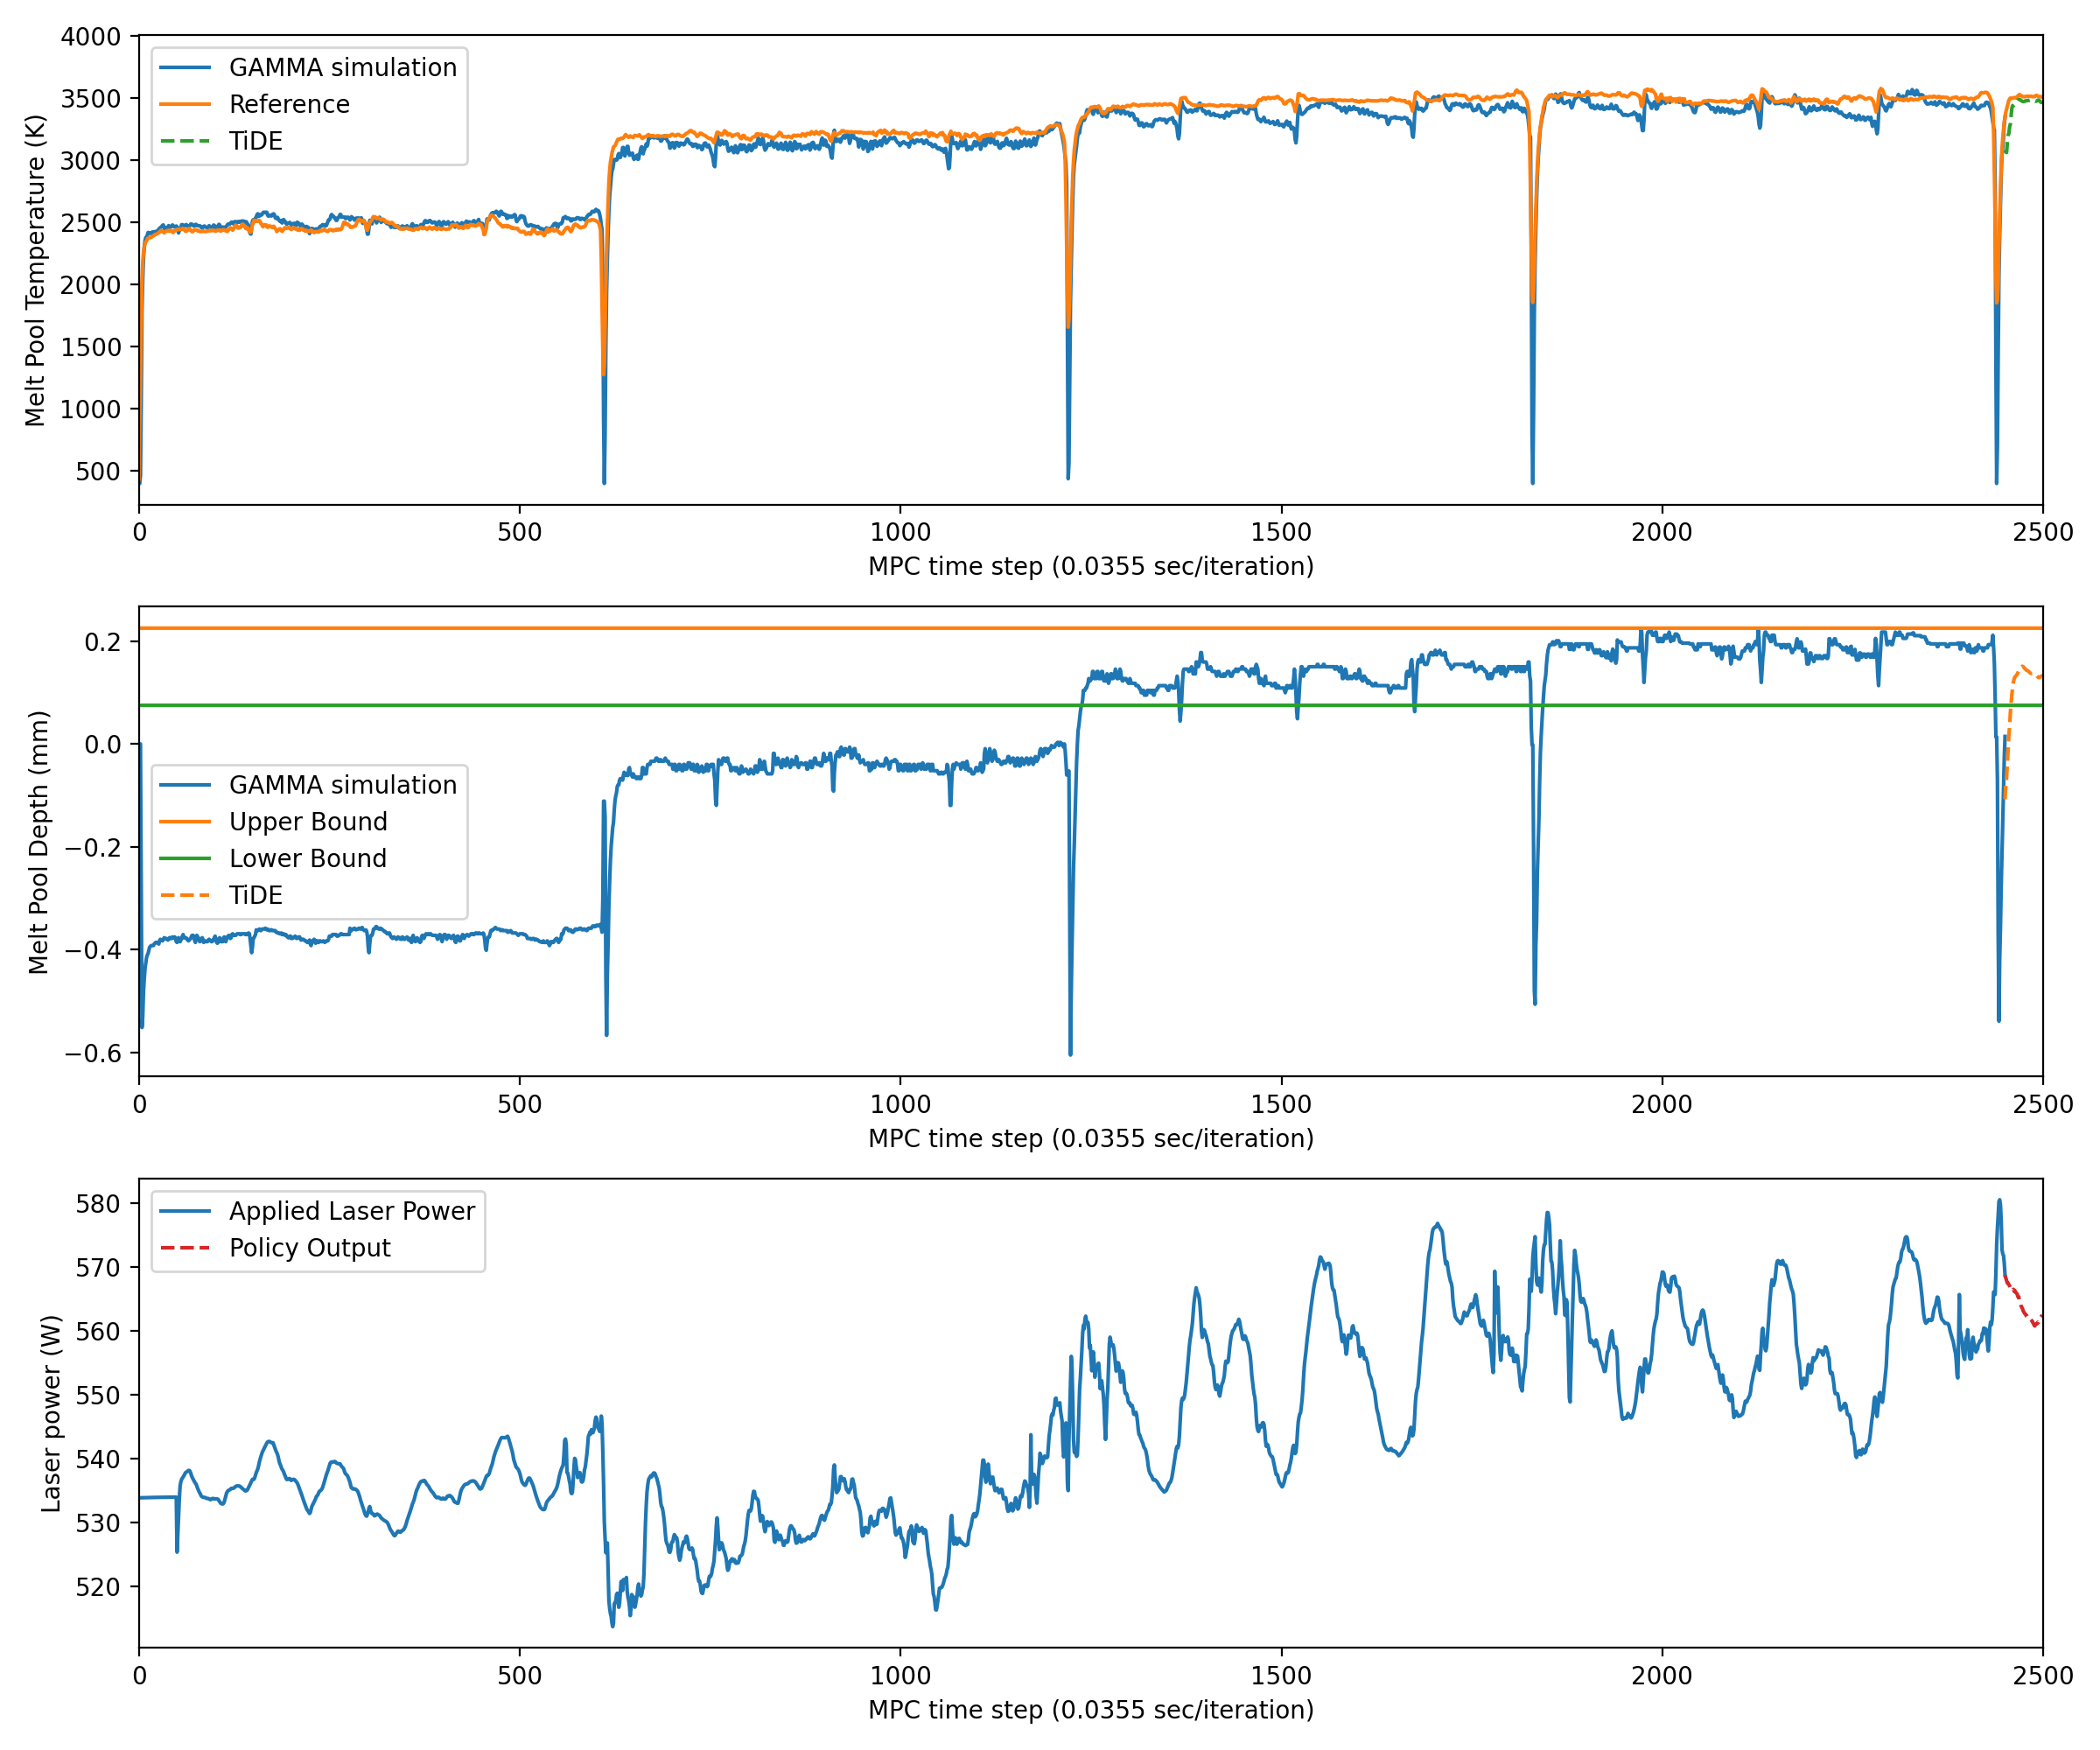 4000
3500
3000
2500
2000
1500
1000
500
Melt Pool Temperature (K)
GAMMA simulation
Reference
TiDE
0 500 1000 1500 2000 2500
MPC time step (0.0355 sec/iteration)
0.2
0.0
−0.2
−0.4
−0.6
Melt Pool Depth (mm)
GAMMA simulation
Upper Bound
Lower Bound
TiDE
0 500 1000 1500 2000 2500
MPC time step (0.0355 sec/iteration)
580
570
560
550
540
530
520
Laser power (W)
Applied Laser Power
Policy Output
0 500 1000 1500 2000 2500
MPC time step (0.0355 sec/iteration)